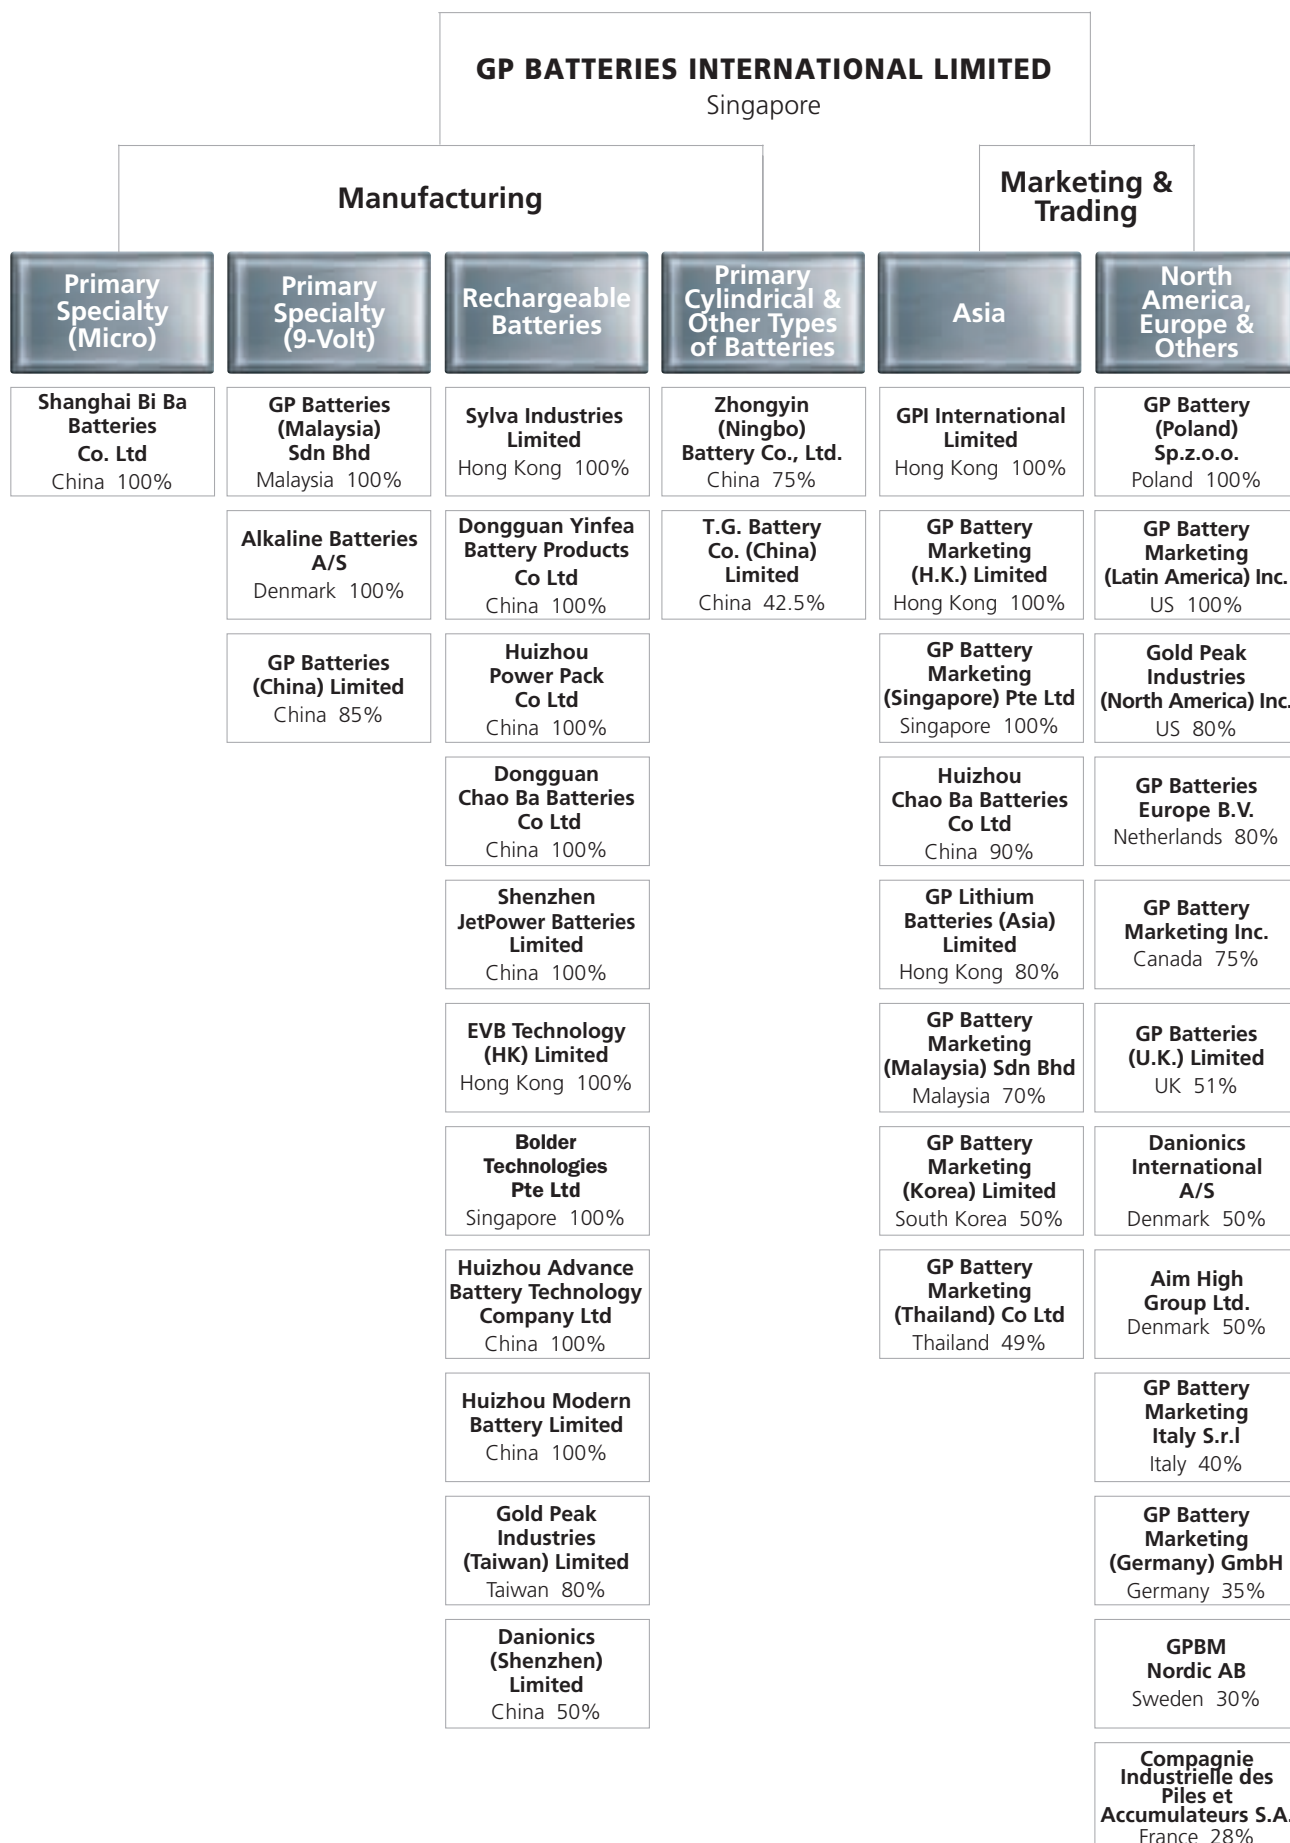 GP BATTERIES INTERNATIONAL LIMITED
Singapore
Manufacturing
Marketing &
Trading
Primary
Specialty
(Micro)
Shanghai Bi Ba
Batteries
Co. Ltd
China 100%
Primary
Specialty
(9-Volt)
GP Batteries
(Malaysia)
Sdn Bhd
Malaysia 100%
Alkaline Batteries
A/S
Denmark 100%
GP Batteries
(China) Limited
China 85%
Rechargeable
Batteries
Sylva Industries
Limited
Hong Kong 100%
Dongguan Yinfea
Battery Products
Co Ltd
China 100%
Huizhou
Power Pack
Co Ltd
China 100%
Dongguan
Chao Ba Batteries
Co Ltd
China 100%
Shenzhen
JetPower Batteries
Limited
China 100%
EVB Technology
(HK) Limited
Hong Kong 100%
Bolder
Technologies
Pte Ltd
Singapore 100%
Huizhou Advance
Battery Technology
Company Ltd
China 100%
Huizhou Modern
Battery Limited
China 100%
Gold Peak
Industries
(Taiwan) Limited
Taiwan 80%
Danionics
(Shenzhen)
Limited
China 50%
Primary
Cylindrical &
Other Types
of Batteries
Zhongyin
(Ningbo)
Battery Co., Ltd.
China 75%
T.G. Battery
Co. (China)
Limited
China 42.5%
Asia
GPI International
Limited
Hong Kong 100%
GP Battery
Marketing
(H.K.) Limited
Hong Kong 100%
GP Battery
Marketing
(Singapore) Pte Ltd
Singapore 100%
Huizhou
Chao Ba Batteries
Co Ltd
China 90%
GP Lithium
Batteries (Asia)
Limited
Hong Kong 80%
GP Battery
Marketing
(Malaysia) Sdn Bhd
Malaysia 70%
GP Battery
Marketing
(Korea) Limited
South Korea 50%
GP Battery
Marketing
(Thailand) Co Ltd
Thailand 49%
North
America,
Europe &
Others
GP Battery
(Poland)
Sp.z.o.o.
Poland 100%
GP Battery
Marketing
(Latin America) Inc.
US 100%
Gold Peak
Industries
(North America) Inc.
US 80%
GP Batteries
Europe B.V.
Netherlands 80%
GP Battery
Marketing Inc.
Canada 75%
GP Batteries
(U.K.) Limited
UK 51%
Danionics
International
A/S
Denmark 50%
Aim High
Group Ltd.
Denmark 50%
GP Battery
Marketing
Italy S.r.l
Italy 40%
GP Battery
Marketing
(Germany) GmbH
Germany 35%
GPBM
Nordic AB
Sweden 30%
Compagnie
Industrielle des
Piles et
Accumulateurs S.A.
France 28%